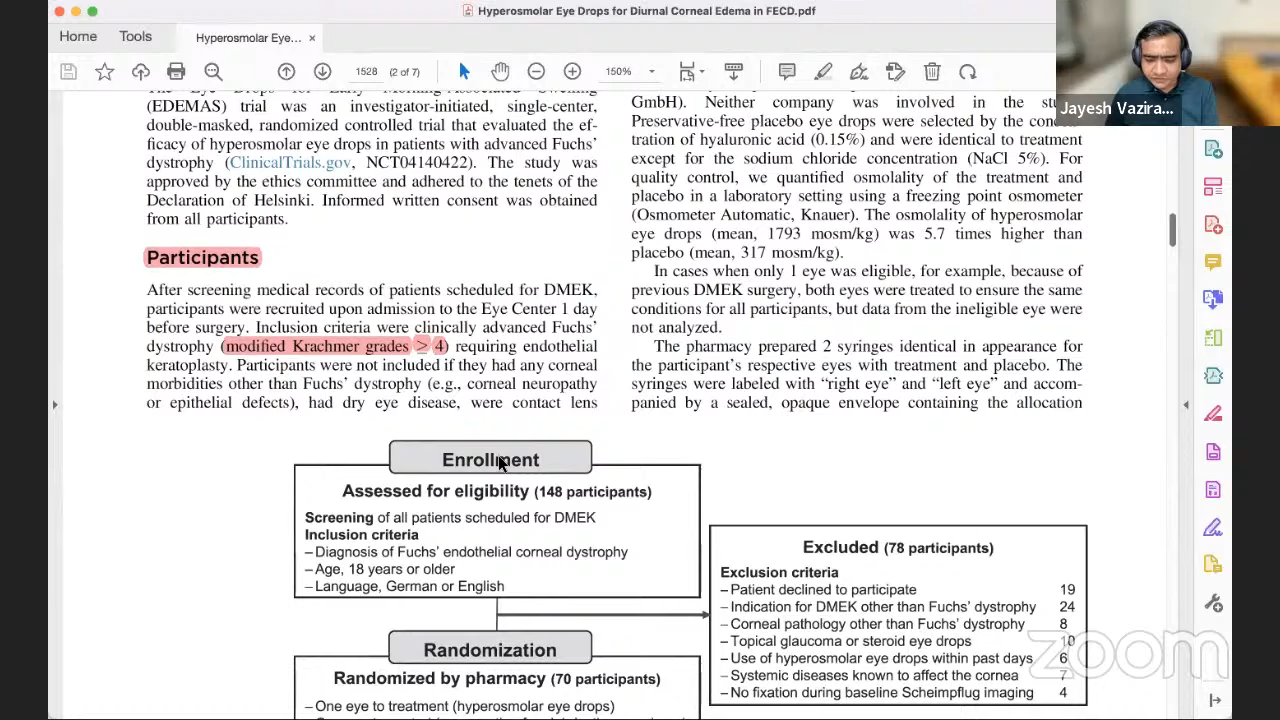 Hyperosmolar Eye Drops for Diurnal Corneal Edema in FECD.pdf
Home
Tools
Hyperosmolar Eye...
1528
(2 of 7)
150%
Jayesh Vazira...
(EDEMAS) trial was an investigator-initiated, single-center,
double-masked, randomized controlled trial that evaluated the ef-
ficacy of hyperosmolar eye drops in patients with advanced Fuchs'
dystrophy (ClinicalTrials.gov, NCT04140422). The study was
approved by the ethics committee and adhered to the tenets of the
Declaration of Helsinki. Informed written consent was obtained
from all participants.
Participants
After screening medical records of patients scheduled for DMEK,
participants were recruited upon admission to the Eye Center 1 day
before surgery. Inclusion criteria were clinically advanced Fuchs'
dystrophy (modified Krachmer grades ≥ 4) requiring endothelial
keratoplasty. Participants were not included if they had any corneal
morbidities other than Fuchs' dystrophy (e.g., corneal neuropathy
or epithelial defects), had dry eye disease, were contact lens
GmbH). Neither company was involved in the
Preservative-free placebo eye drops were selected by the
tration of hyaluronic acid (0.15%) and were identical to treatment
except for the sodium chloride concentration (NaCl 5%). For
quality control, we quantified osmolality of the treatment and
placebo in a laboratory setting using a freezing point osmometer
(Osmometer Automatic, Knauer). The osmolality of hyperosmolar
eye drops (mean, 1793 mosm/kg) was 5.7 times higher than
placebo (mean, 317 mosm/kg).
In cases when only 1 eye was eligible, for example, because of
previous DMEK surgery, both eyes were treated to ensure the same
conditions for all participants, but data from the ineligible eye were
not analyzed.
The pharmacy prepared 2 syringes identical in appearance for
the participant's respective eyes with treatment and placebo. The
syringes were labeled with "right eye" and "left eye" and accom-
panied by a sealed, opaque envelope containing the allocation
Enrollment
Assessed for eligibility (148 participants)
Screening of all patients scheduled for DMEK
Inclusion criteria
– Diagnosis of Fuchs' endothelial corneal dystrophy
– Age, 18 years or older
– Language, German or English
Excluded (78 participants)
Exclusion criteria
– Patient declined to participate 19
– Indication for DMEK other than Fuchs' dystrophy 24
– Corneal pathology other than Fuchs' dystrophy 8
– Topical glaucoma or steroid eye drops 10
– Use of hyperosmolar eye drops within past days 6
– Systemic diseases known to affect the cornea 7
– No fixation during baseline Scheimpflug imaging 4
Randomization
Randomized by pharmacy (70 participants)
– One eye to treatment (hyperosmolar eye drops)
zoom